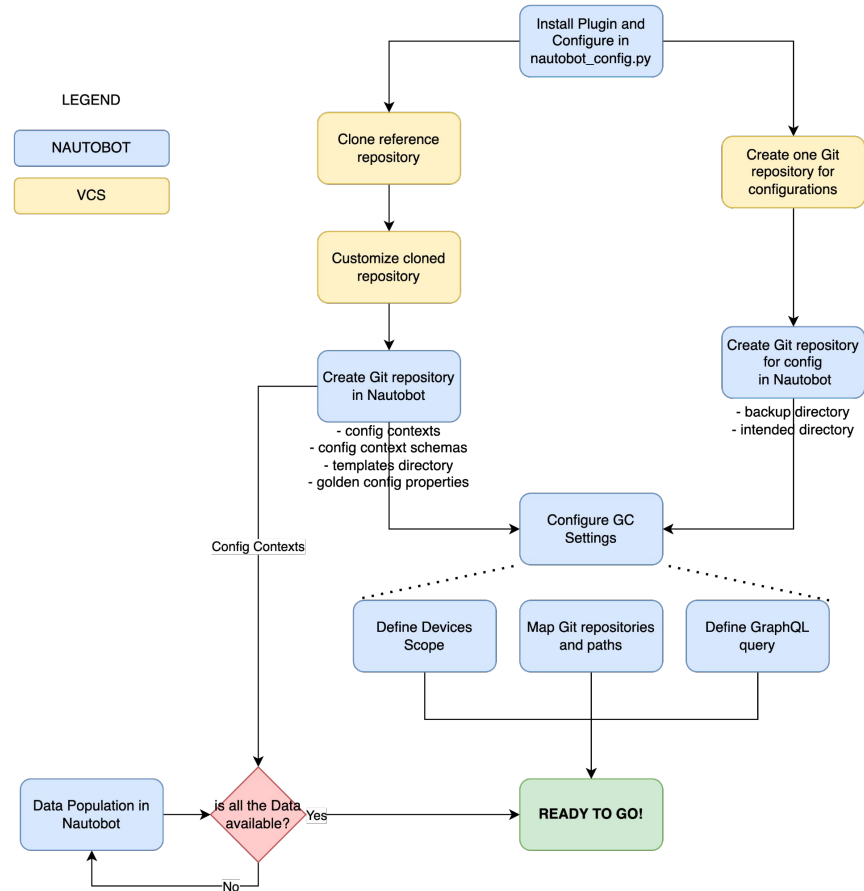 Install Plugin and
Configure in
nautobot_config.py
LEGEND
NAUTOBOT
VCS
Clone reference
repository
Create one Git
repository for
configurations
Customize cloned
repository
Create Git repository
in Nautobot
- config contexts
- config context schemas
- templates directory
- golden config properties
Create Git repository
for config
in Nautobot
- backup directory
- intended directory
Configure GC
Settings
Config Contexts
Define Devices
Scope
Map Git repositories
and paths
Define GraphQL
query
Data Population in
Nautobot
is all the Data
available?
Yes
READY TO GO!
No